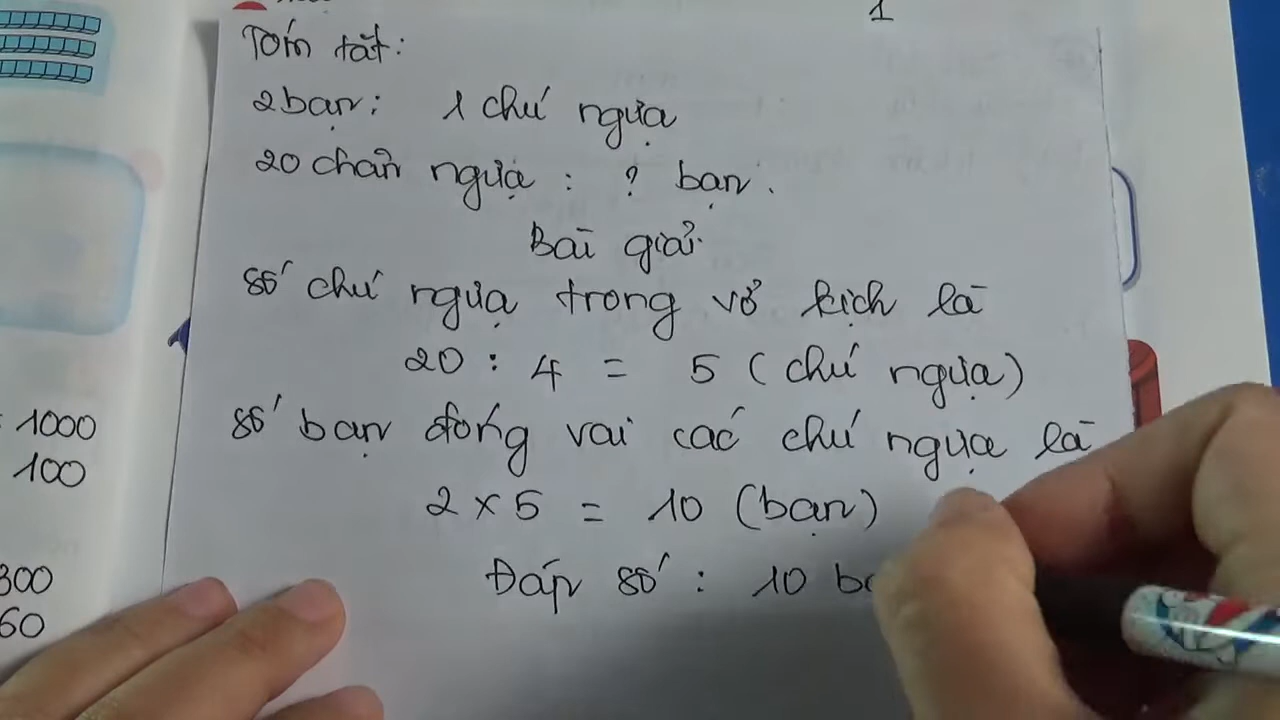 1
Tóm tắt:
2 bạn: 1 chú ngựa
20 chân ngựa : ? bạn.
Bài giải
Số chú ngựa trong vở kịch là
20 : 4 = 5 (chú ngựa)
Số bạn đóng vai các chú ngựa là
2 x 5 = 10 (bạn)
Đáp số : 10
1000
100
300
60